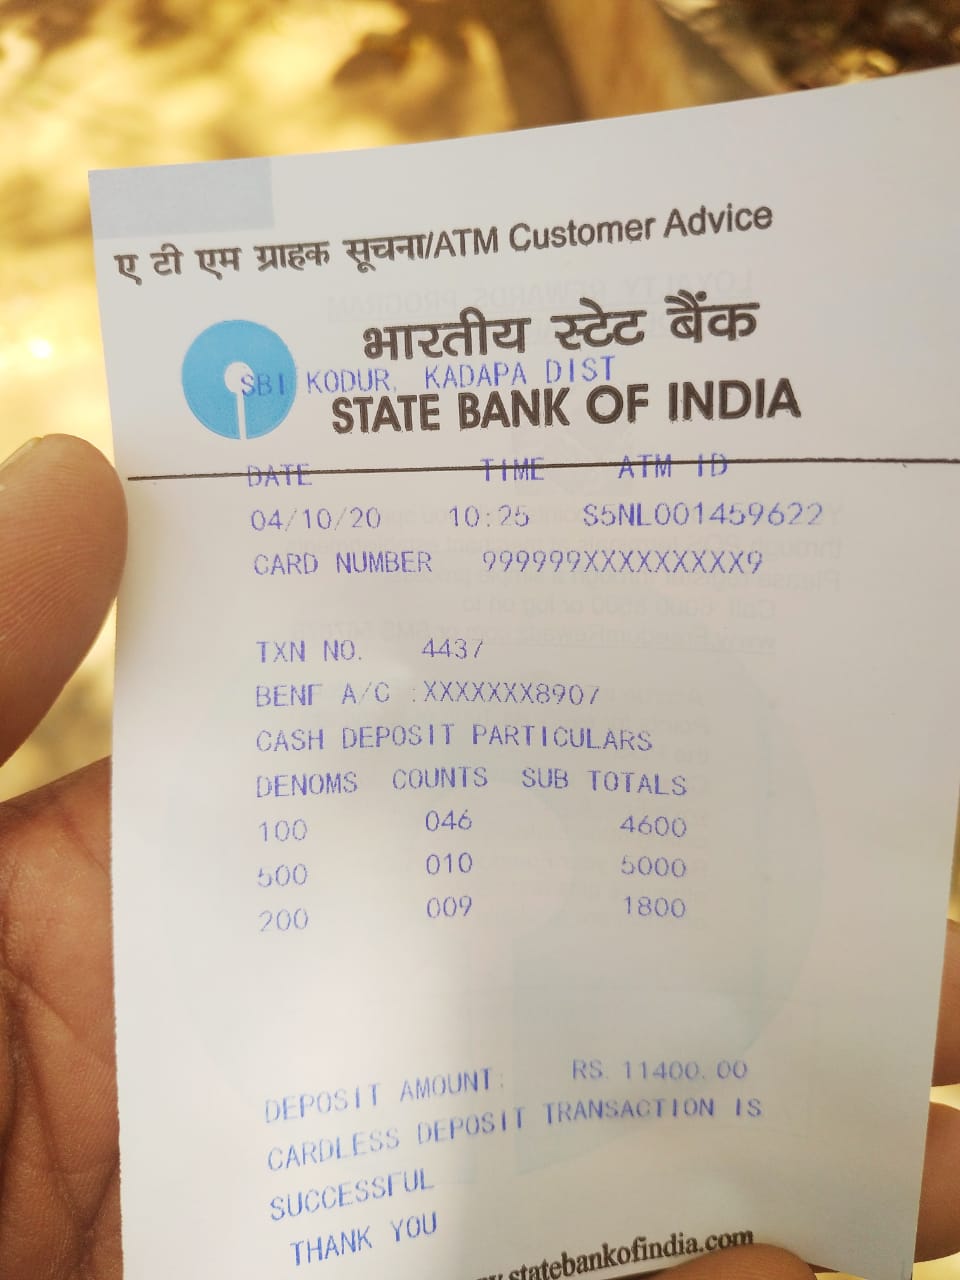 ए टी एम ग्राहक सूचना/ATM Customer Advice
भारतीय स्टेट बैंक
SBI KODUR, KADAPA DIST
STATE BANK OF INDIA
DATE TIME ATM ID
04/10/20 10:25 S5NL001459622
CARD NUMBER 999999XXXXXXXXX9
TXN NO. 4437
BENF A/C :XXXXXXX8907
CASH DEPOSIT PARTICULARS
DENOMS COUNTS SUB TOTALS
100 046 4600
500 010 5000
200 009 1800
DEPOSIT AMOUNT: RS. 11400.00
CARDLESS DEPOSIT TRANSACTION IS
SUCCESSFUL
THANK YOU
statebankofindia.com